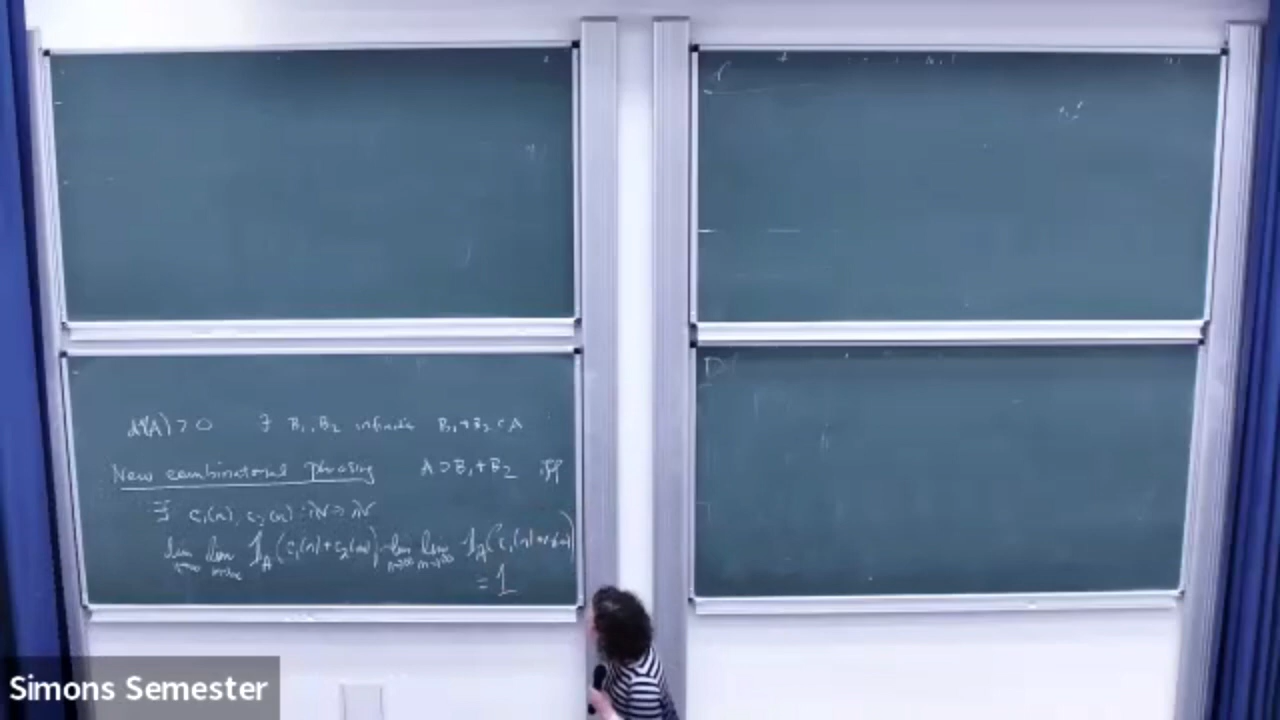 d*(A) > 0 ∃ B₁, B₂ infinite B₁+B₂ ⊂ A
New combinatorial phrasing A ⊃ B₁+B₂ iff
∃ c₁(n), c₂(n) : ℕ → ℕ
lim lim 1_A(c₁(n)+c₂(m)) = lim lim 1_A(c₁(n)+c₂(m))
= 1
D
Simons Semester